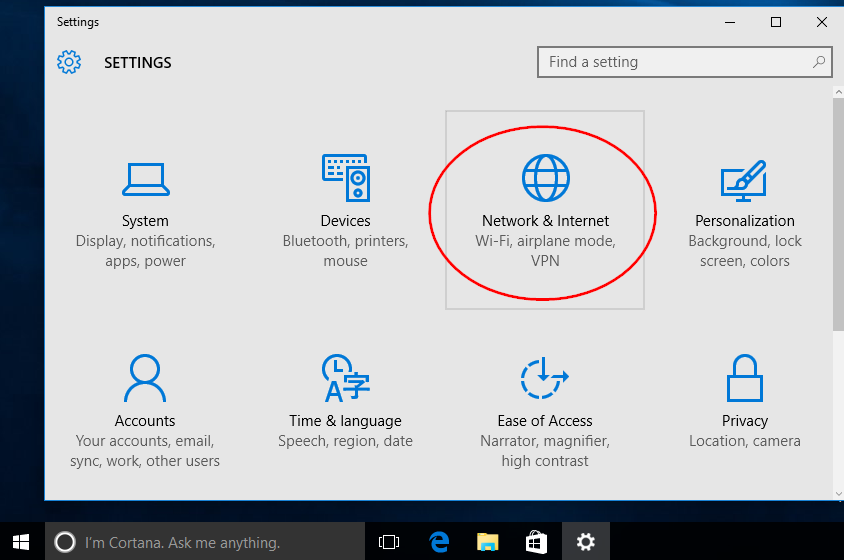 Settings
SETTINGS
Find a setting
System
Display, notifications,
apps, power
Devices
Bluetooth, printers,
mouse
Network & Internet
Wi-Fi, airplane mode,
VPN
Personalization
Background, lock
screen, colors
Accounts
Your accounts, email,
sync, work, other users
A字
Time & language
Speech, region, date
Ease of Access
Narrator, magnifier,
high contrast
Privacy
Location, camera
I'm Cortana. Ask me anything.